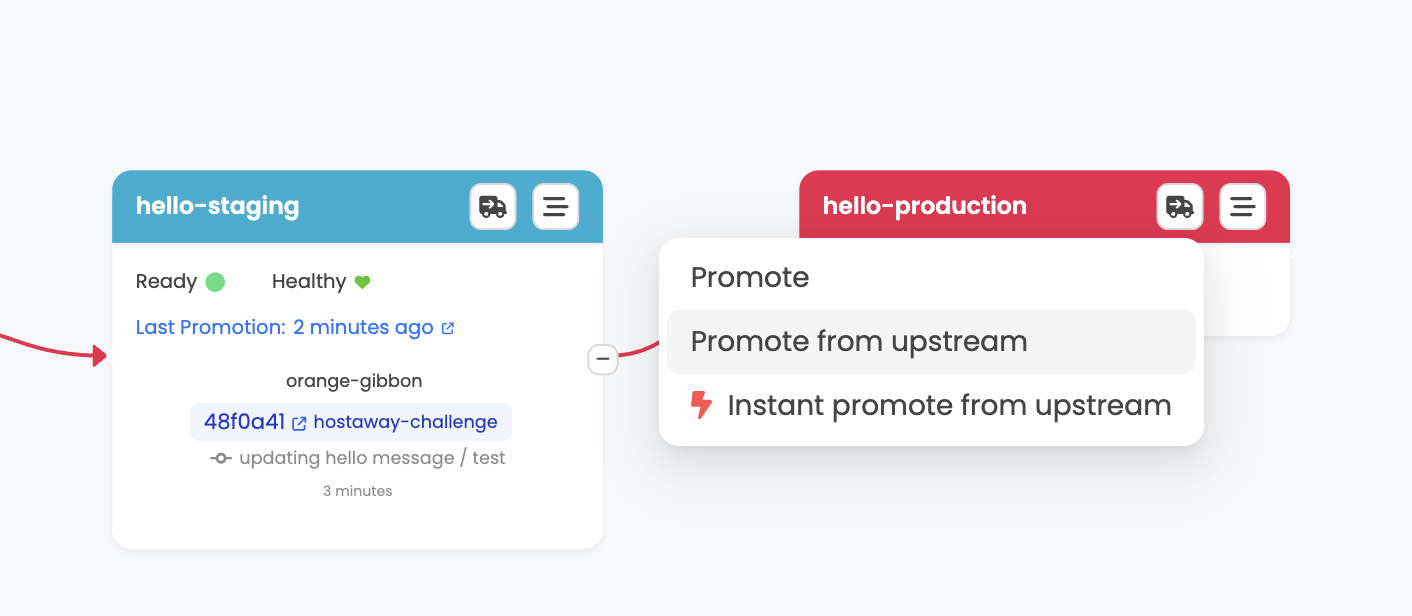 hello-staging
Ready
Healthy
Last Promotion: 2 minutes ago
orange-gibbon
48f0a41 hostaway-challenge
updating hello message / test
3 minutes
hello-production
Promote
Promote from upstream
Instant promote from upstream